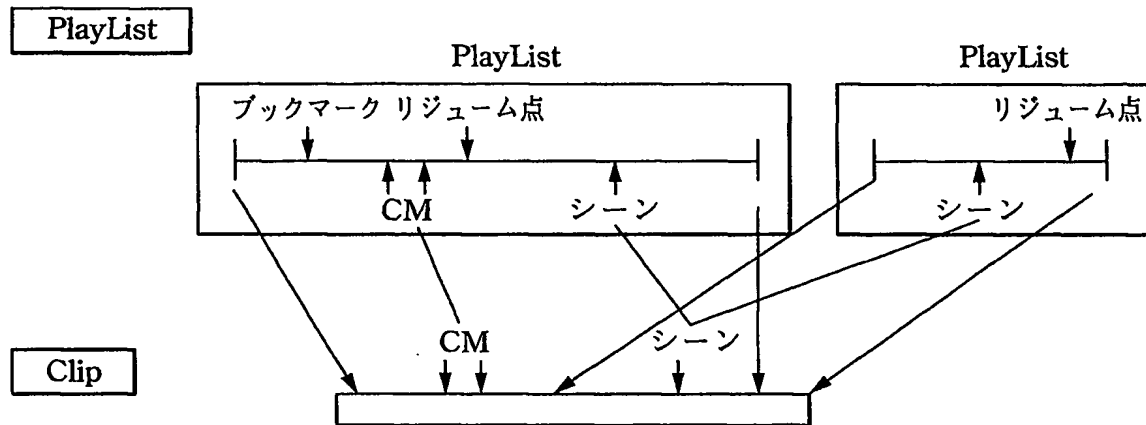 PlayList
PlayList PlayList
ブックマーク リジューム点 リジューム点
CM シーン シーン
CM シーン
Clip